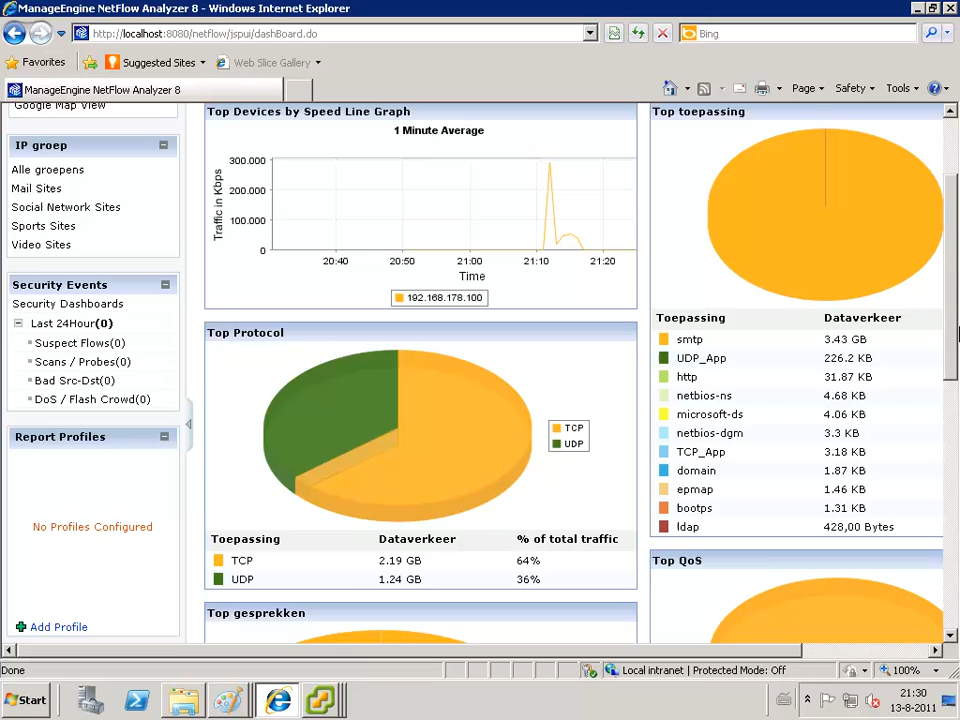 ManageEngine NetFlow Analyzer 8 - Windows Internet Explorer
http://localhost:8080/netflow/jspui/dashBoard.do
Bing
Favorites
Suggested Sites
Web Slice Gallery
ManageEngine NetFlow Analyzer 8
Page
Safety
Tools
Google Map View
IP groep
Alle groepens
Mail Sites
Social Network Sites
Sports Sites
Video Sites
Security Events
Security Dashboards
Last 24Hour(0)
Suspect Flows(0)
Scans / Probes(0)
Bad Src-Dst(0)
DoS / Flash Crowd(0)
Report Profiles
No Profiles Configured
Add Profile
Top Devices by Speed Line Graph
1 Minute Average
Traffic in Kbps
300.000
200.000
100.000
0
20:40 20:50 21:00 21:10 21:20
Time
192.168.178.100
Top Protocol
TCP
UDP
Toepassing Dataverkeer % of total traffic
TCP 2.19 GB 64%
UDP 1.24 GB 36%
Top gesprekken
Top toepassing
Toepassing Dataverkeer
smtp 3.43 GB
UDP_App 226.2 KB
http 31.87 KB
netbios-ns 4.68 KB
microsoft-ds 4.06 KB
netbios-dgm 3.3 KB
TCP_App 3.18 KB
domain 1.87 KB
epmap 1.46 KB
bootps 1.31 KB
ldap 428,00 Bytes
Top QoS
Done
Local intranet | Protected Mode: Off
100%
Start
21:30
13-8-2011